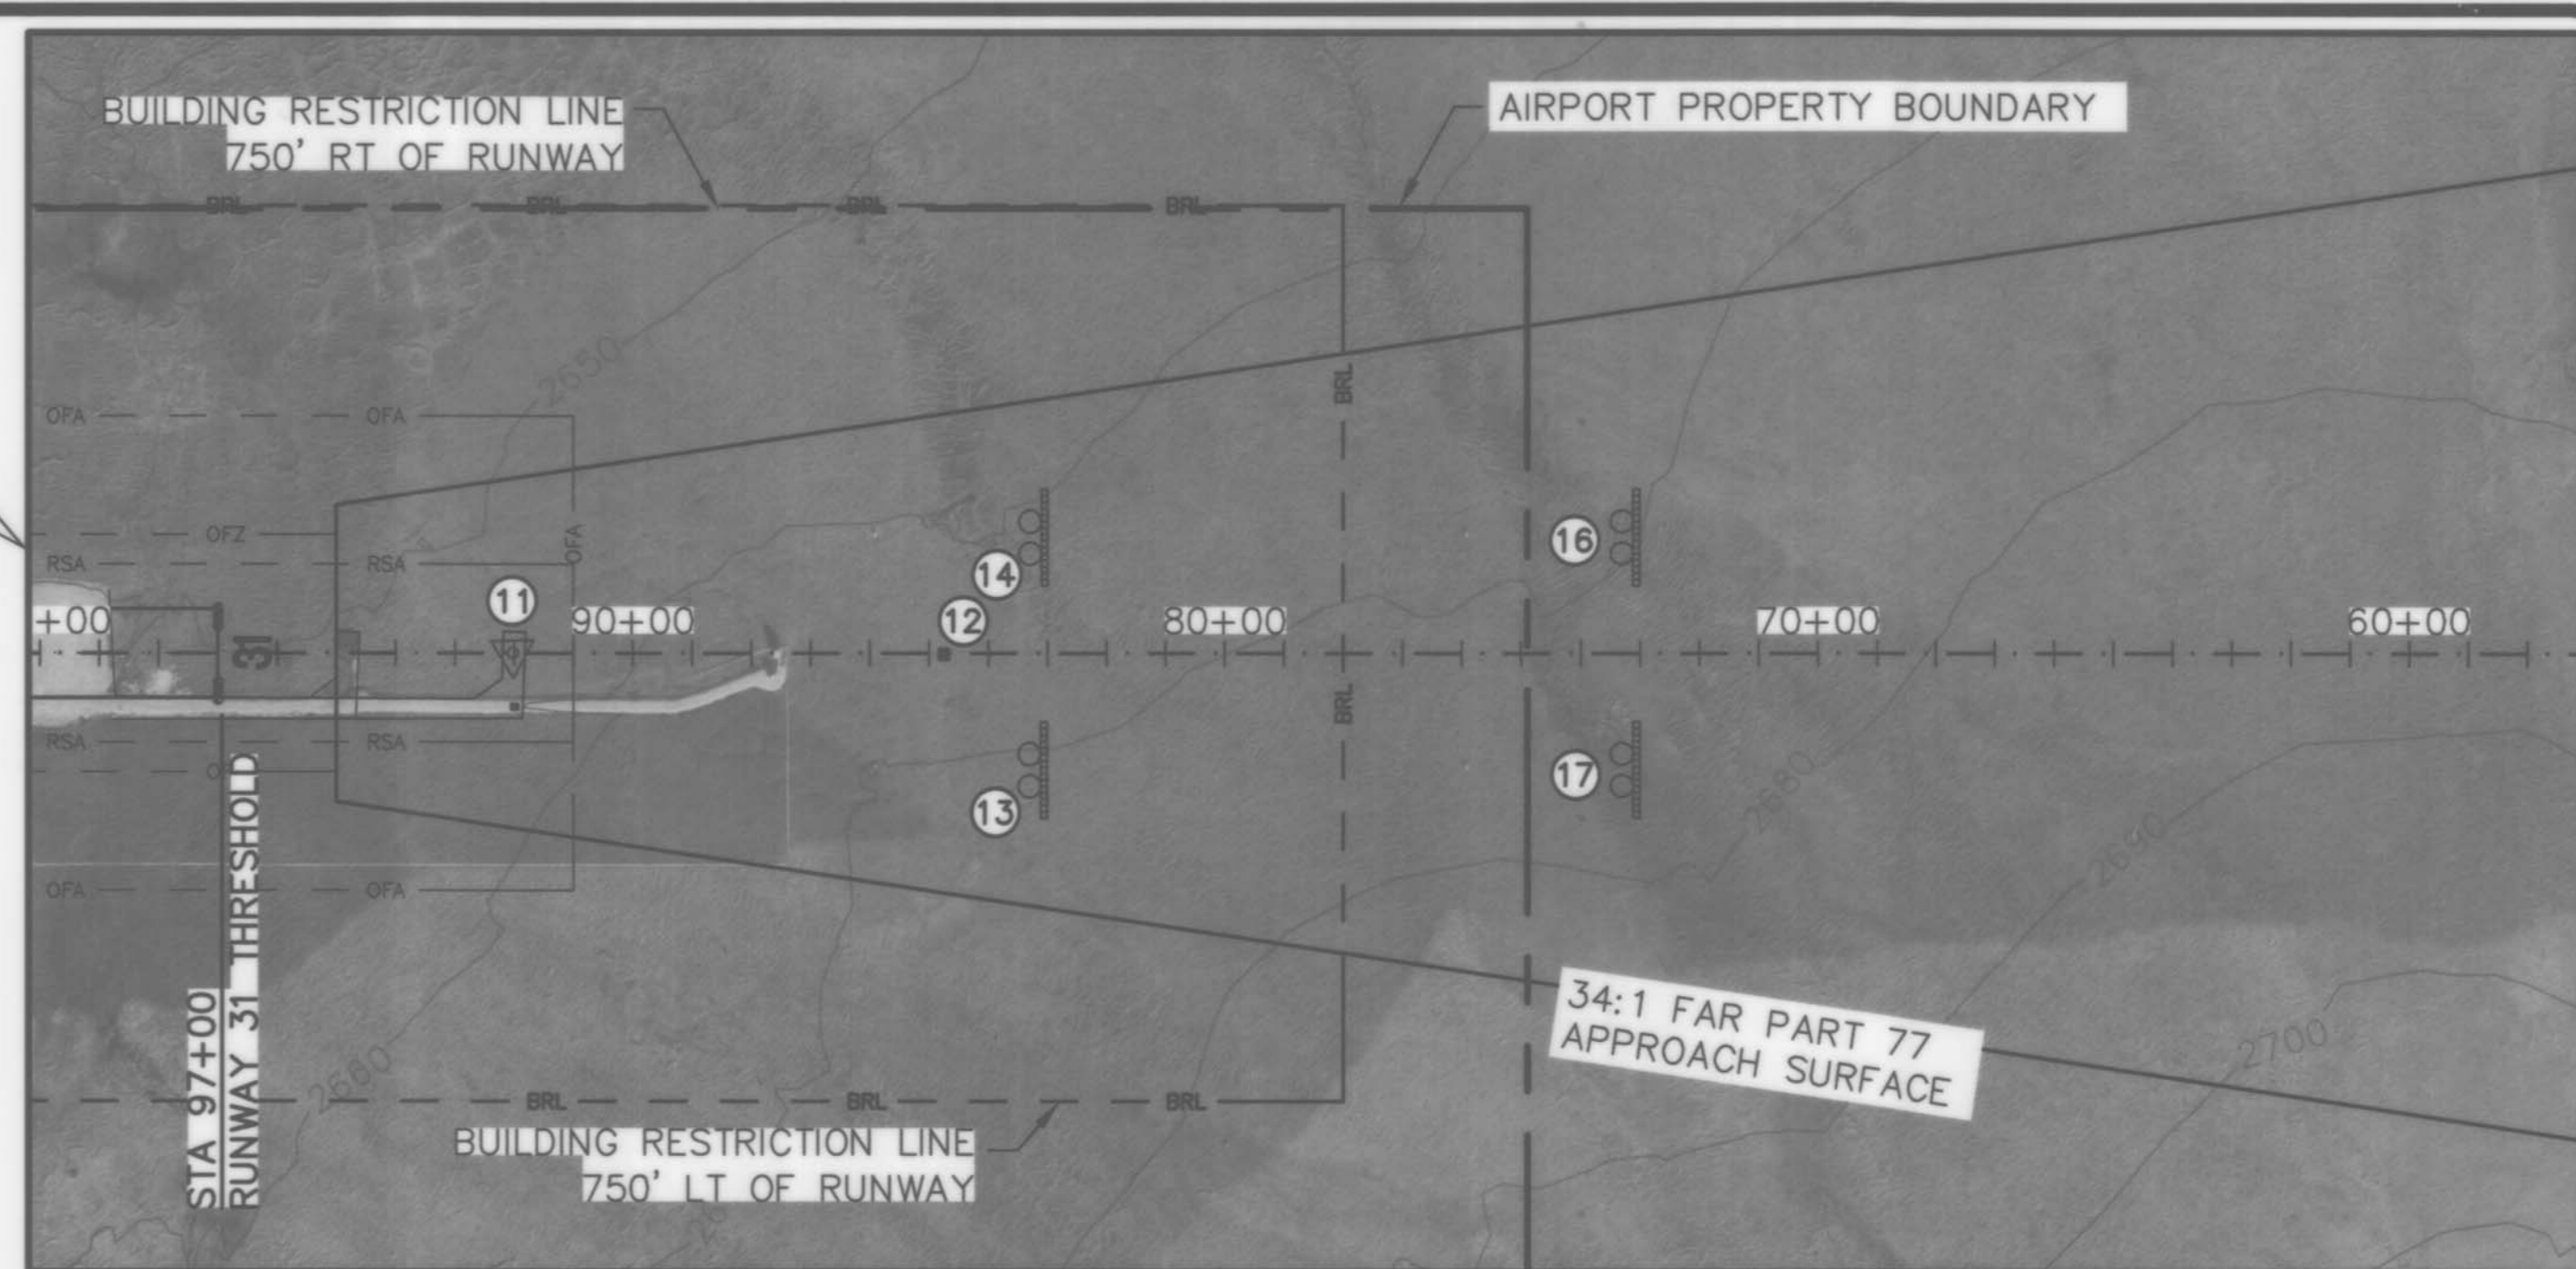 BUILDING RESTRICTION LINE
750' RT OF RUNWAY
AIRPORT PROPERTY BOUNDARY
BRL
BRL
BRL
BRL
2650
BRL
OFA
OFA
OFZ
OFA
RSA
RSA
14
16
11
12
+00
90+00
80+00
70+00
60+00
31
BRL
RSA
RSA
13
17
2680
2690
OFA
OFA
STA 97+00
RUNWAY 31 THRESHOLD
34:1 FAR PART 77
APPROACH SURFACE
2700
2660
BRL
BRL
BRL
BUILDING RESTRICTION LINE
750' LT OF RUNWAY